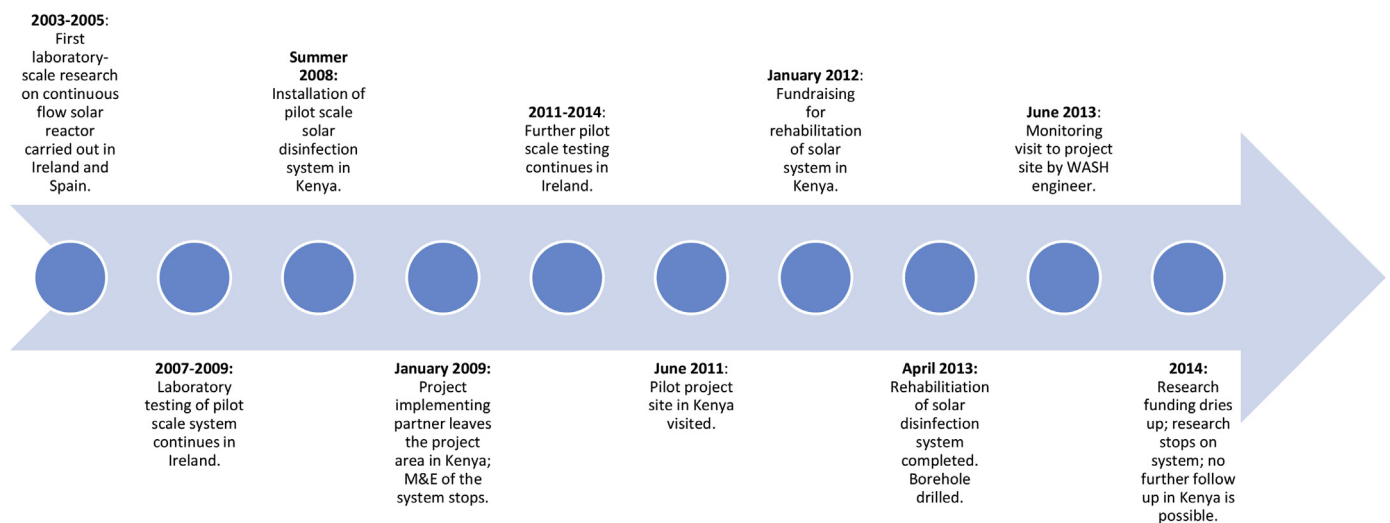 2003-2005:
First
laboratory-
scale research
on continuous
flow solar
reactor
carried out in
Ireland and
Spain.
2007-2009:
Laboratory
testing of pilot
scale system
continues in
Ireland.
Summer
2008:
Installation of
pilot scale
solar
disinfection
system in
Kenya.
January 2009:
Project
implementing
partner leaves
the project
area in Kenya;
M&E of the
system stops.
2011-2014:
Further pilot
scale testing
continues in
Ireland.
June 2011:
Pilot project
site in Kenya
visited.
January 2012:
Fundraising
for
rehabilitation
of solar
system in
Kenya.
April 2013:
Rehabilitiation
of solar
disinfection
system
completed.
Borehole
drilled.
June 2013:
Monitoring
visit to project
site by WASH
engineer.
2014:
Research
funding dries
up; research
stops on
system; no
further follow
up in Kenya is
possible.